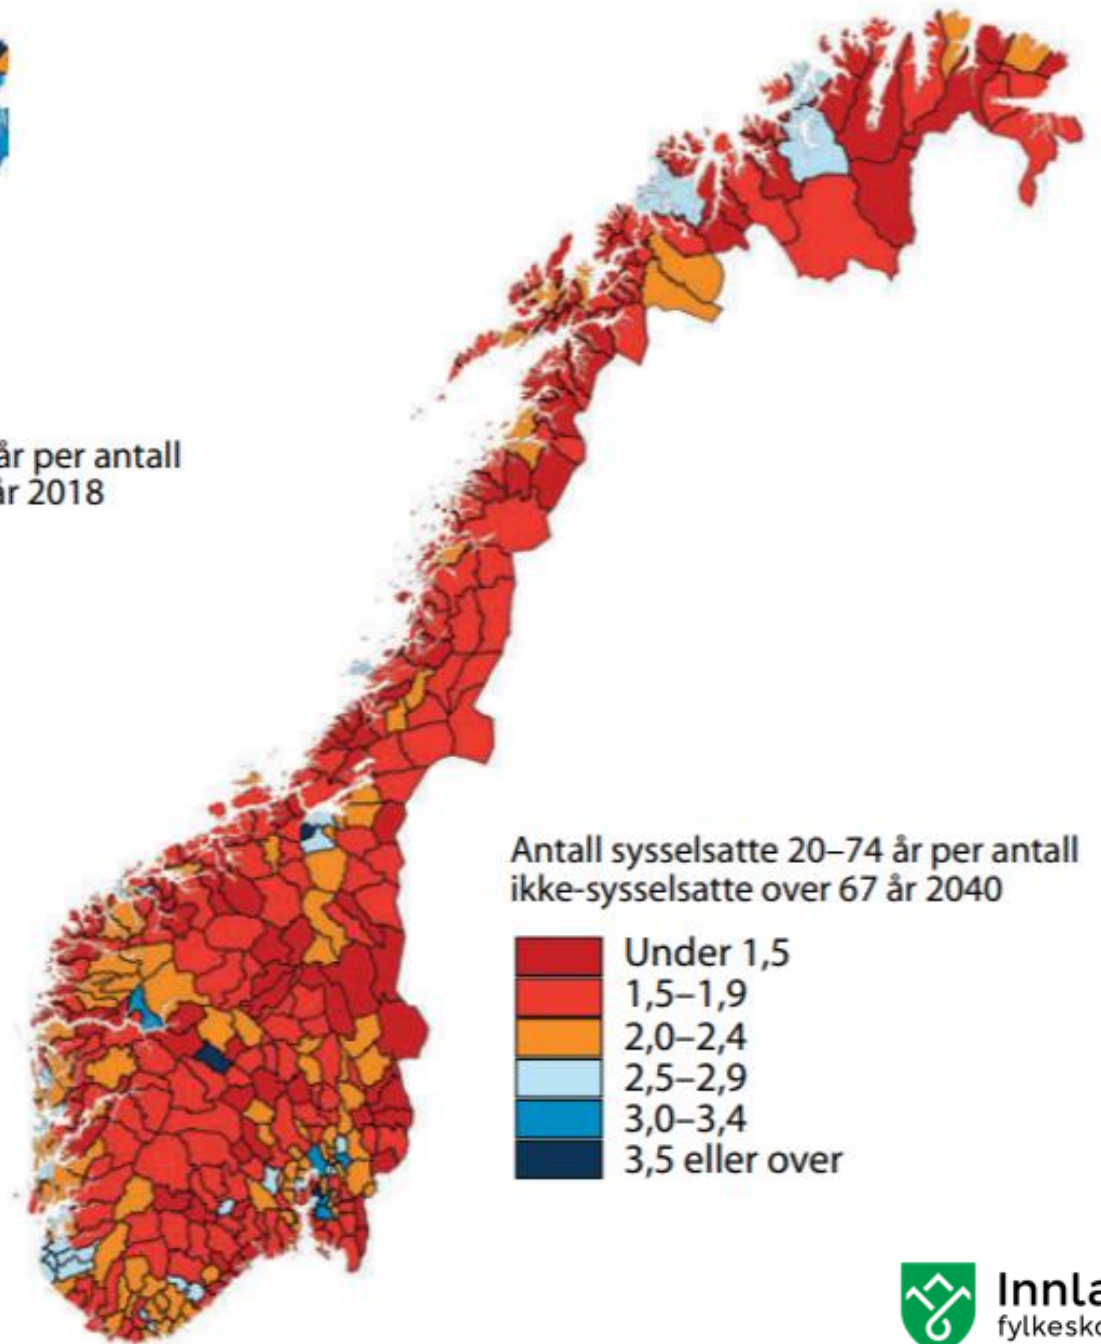 år per antall
år 2018
Antall sysselsatte 20–74 år per antall
ikke-sysselsatte over 67 år 2040
Under 1,5
1,5–1,9
2,0–2,4
2,5–2,9
3,0–3,4
3,5 eller over
Innla
fylkesko